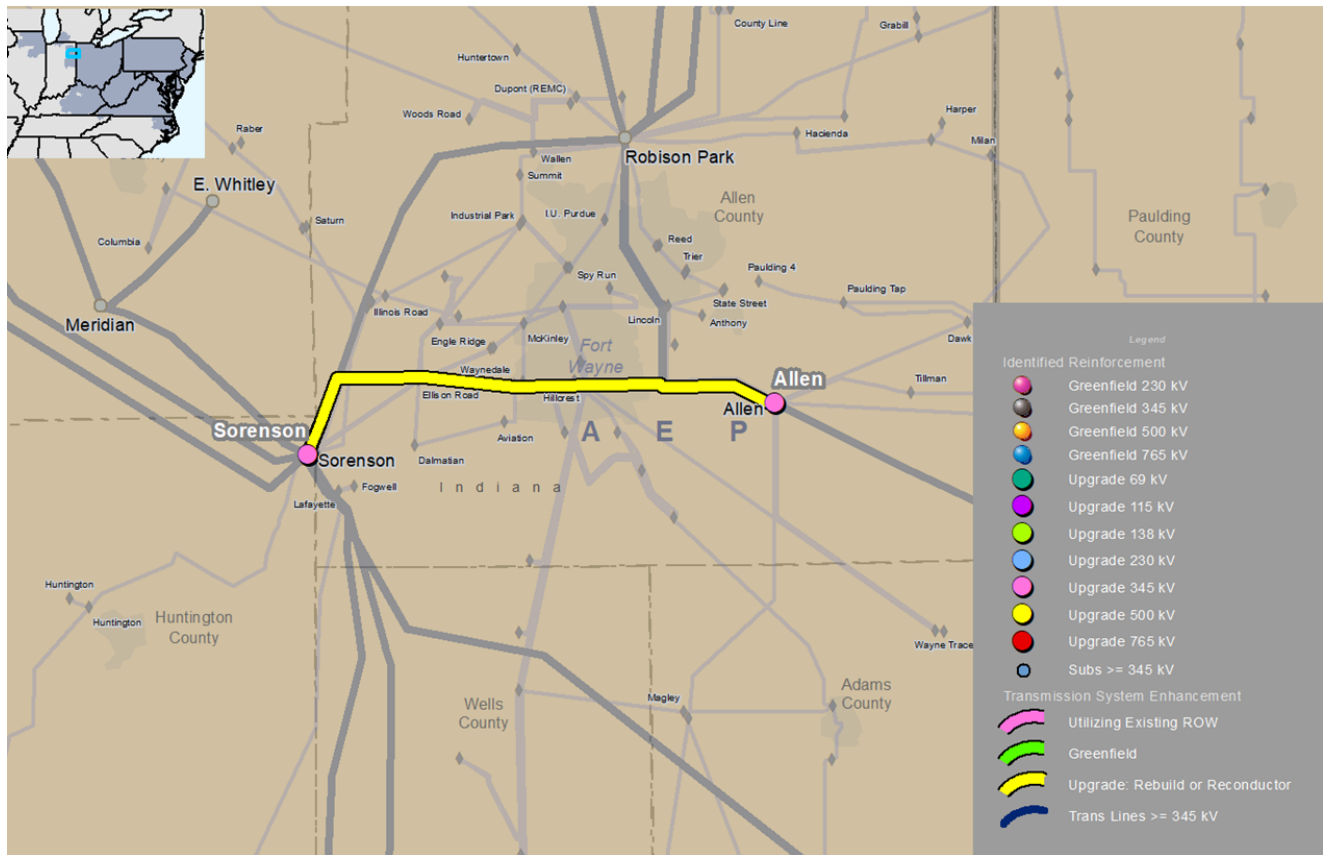 County Line
Grabill
Huntertown
Dupont (REMC)
Woods Road
Harper
Raber
Hacienda
Milan
Wallen
Robison Park
Summit
E. Whitley
Allen
County
Paulding
County
Industrial Park
I.U. Purdue
Saturn
Columbia
Reed
Trier
Spy Run
Paulding 4
Paulding Tap
State Street
Illinois Road
Lincoln
Anthony
Meridian
Dawk
Engle Ridge
McKinley
Fort
Wayne
Waynedale
Allen
Tillman
Ellison Road
Hillcrest
Allen
Sorenson
Aviation
A E P
Sorenson
Dalmatian
Fogwell
Indiana
Lafayette
Huntington
Huntington
Huntington
County
Wayne Trace
Wells
County
Magley
Adams
County
Legend
Identified Reinforcement
Greenfield 230 kV
Greenfield 345 kV
Greenfield 500 kV
Greenfield 765 kV
Upgrade 69 kV
Upgrade 115 kV
Upgrade 138 kV
Upgrade 230 kV
Upgrade 345 kV
Upgrade 500 kV
Upgrade 765 kV
Subs >= 345 kV
Transmission System Enhancement
Utilizing Existing ROW
Greenfield
Upgrade: Rebuild or Reconductor
Trans Lines >= 345 kV